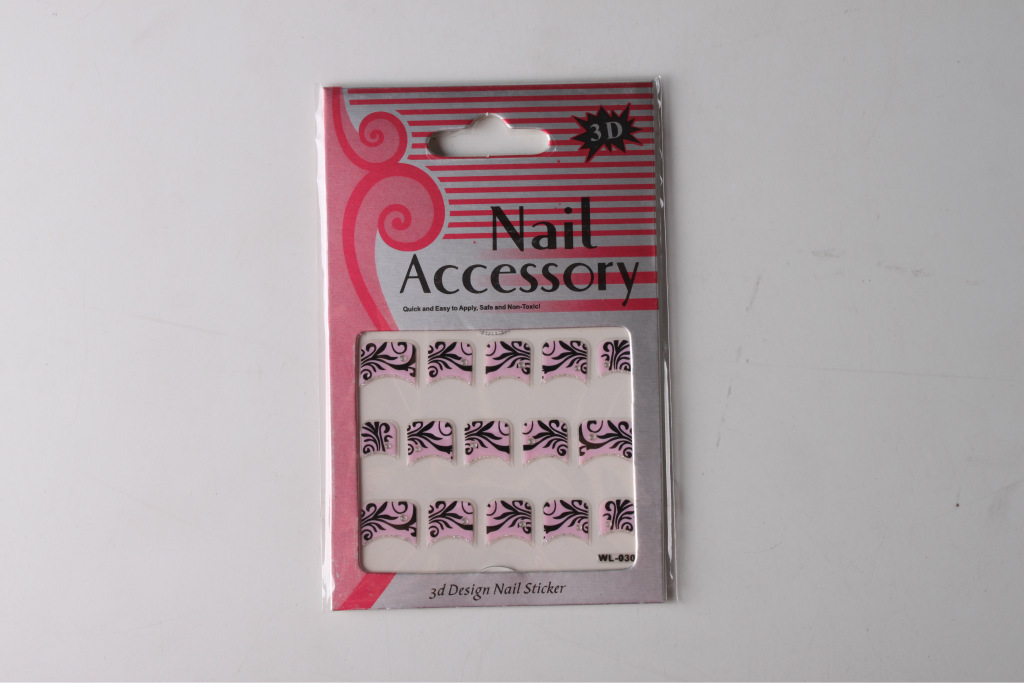 3D
Nail
Accessory
Quick and Easy to Apply, Safe and Non-Toxic!
WL-030
3d Design Nail Sticker